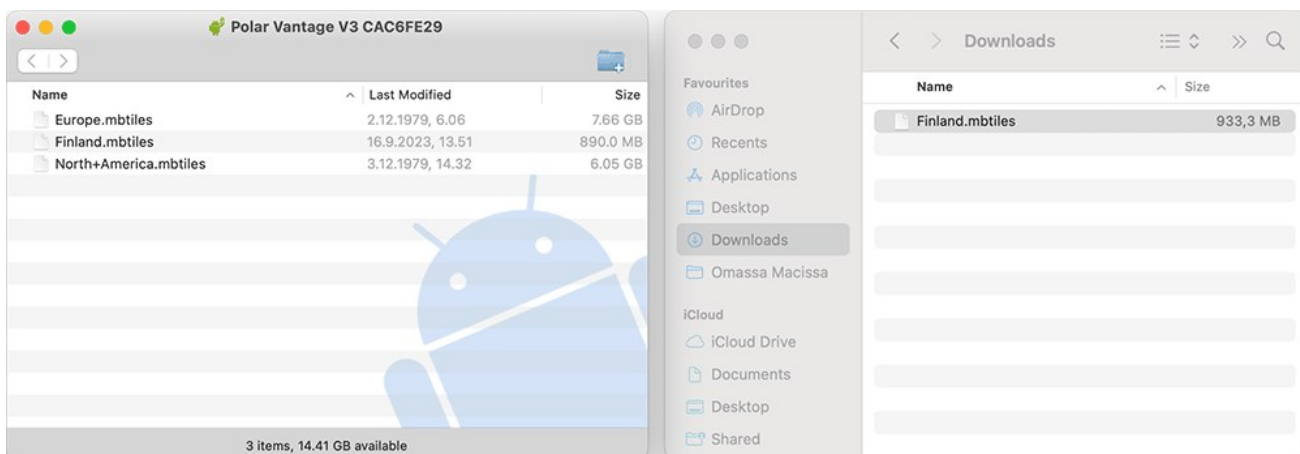 Polar Vantage V3 CAC6FE29
Name Last Modified Size
Europe.mbtiles 2.12.1979, 6.06 7.66 GB
Finland.mbtiles 16.9.2023, 13.51 890.0 MB
North+America.mbtiles 3.12.1979, 14.32 6.05 GB
3 items, 14.41 GB available
Favourites
AirDrop
Recents
Applications
Desktop
Downloads
Omassa Macissa
iCloud
iCloud Drive
Documents
Desktop
Shared
Downloads
Name Size
Finland.mbtiles 933,3 MB